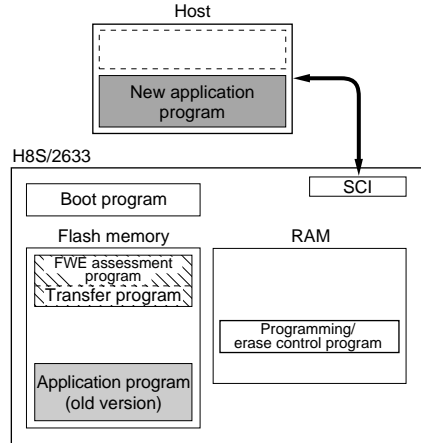 Host
New application
program
H8S/2633
SCI
Boot program
Flash memory
RAM
FWE assessment
program
Transfer program
Programming/
erase control program
Application program
(old version)